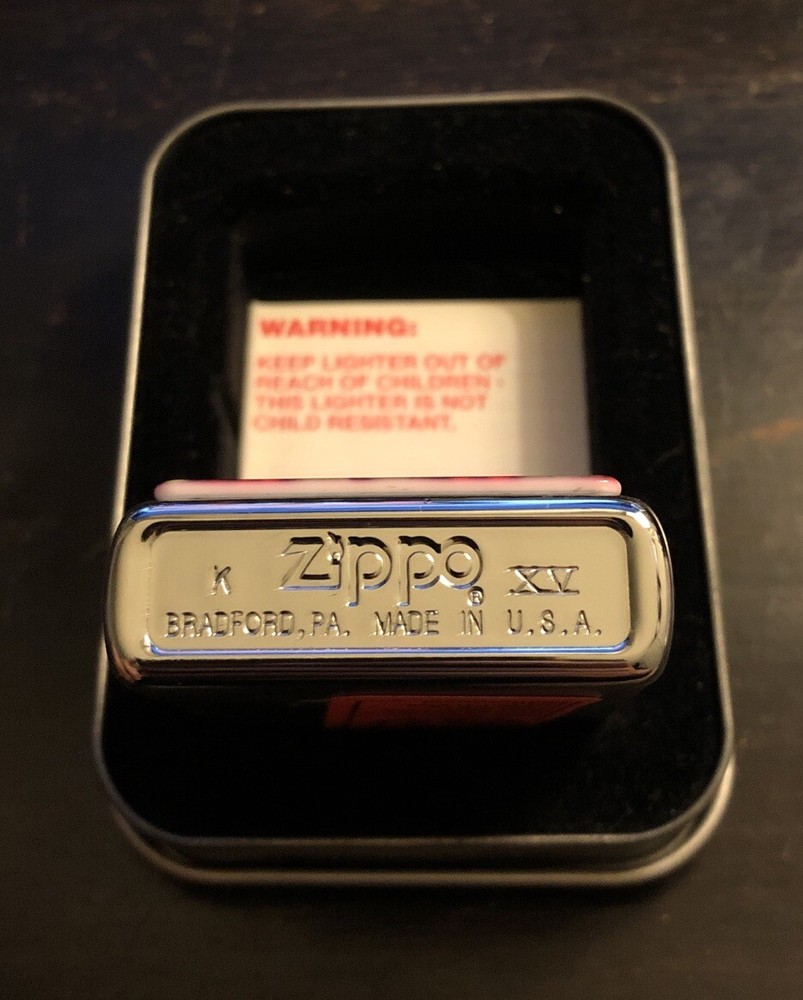 WARNING:
KEEP LIGHTER OUT OF
REACH OF CHILDREN -
THIS LIGHTER IS NOT
CHILD RESISTANT.
K Zippo® XV
BRADFORD, PA. MADE IN U.S.A.